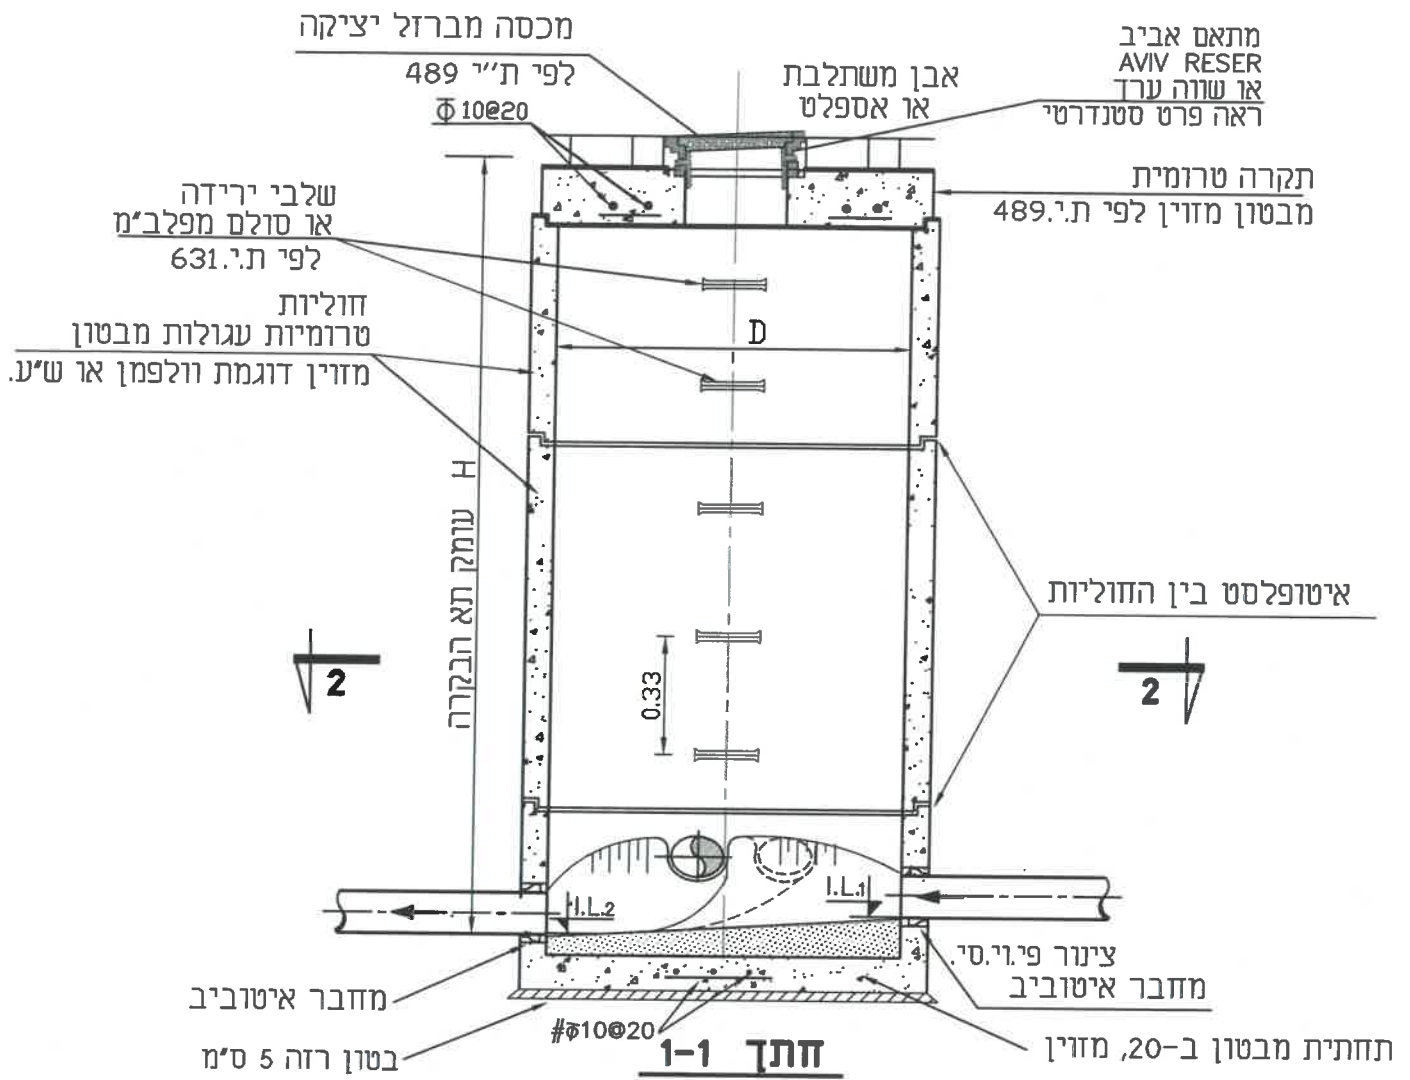 מכסה מברזל יציקה
לפי ת״י 489
מתאם אביב
AVIV RESER
או שווה ערך
ראה פרט סטנדרטי
אבן משתלבת
או אספלט
Φ10@20
תקרה טרומית
מבטון מזוין לפי ת.י.489
שלבי ירידה
או סולם מפלב״מ
לפי ת.י.631
חוליות
טרומיות עגולות מבטון
מזוין דוגמת וולפמן או ש״ע.
D
עומק תא הבקרה H
איטופלסט בין החוליות
2
2
0.33
I.L.1
I.L.2
צינור פי.וי.סי.
מחבר איטוביב
מחבר איטוביב
#Φ10@20
בטון רזה 5 ס״מ
תחתית מבטון ב-20, מזוין
חתך 1-1